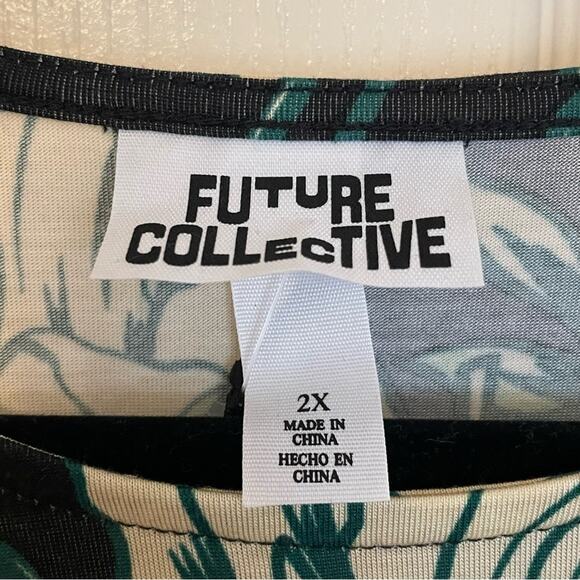 FUTURE
COLLECTIVE
2X
MADE IN
CHINA
HECHO EN
CHINA